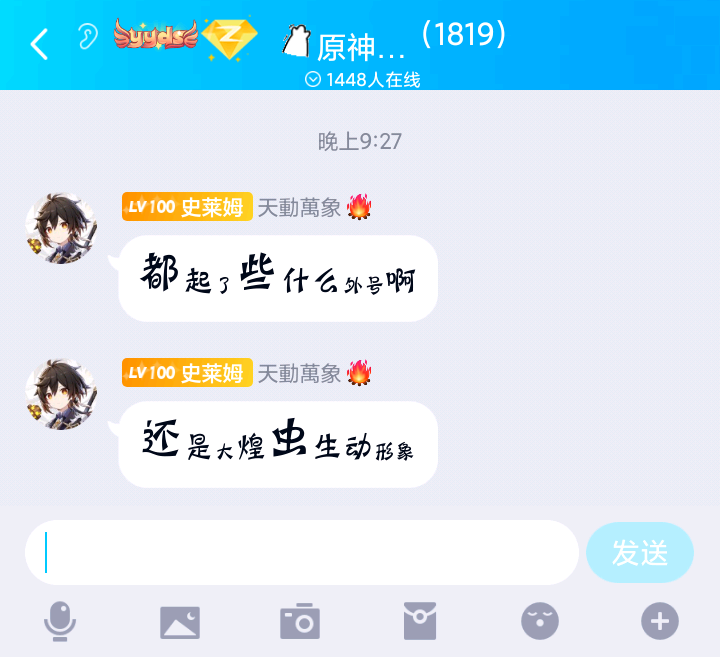 yyds Z 原神...（1819）
1448人在线
晚上9:27
LV100 史莱姆 天動萬象🔥
都起了些什么外号啊
LV100 史莱姆 天動萬象🔥
还是大煌虫生动形象
发送